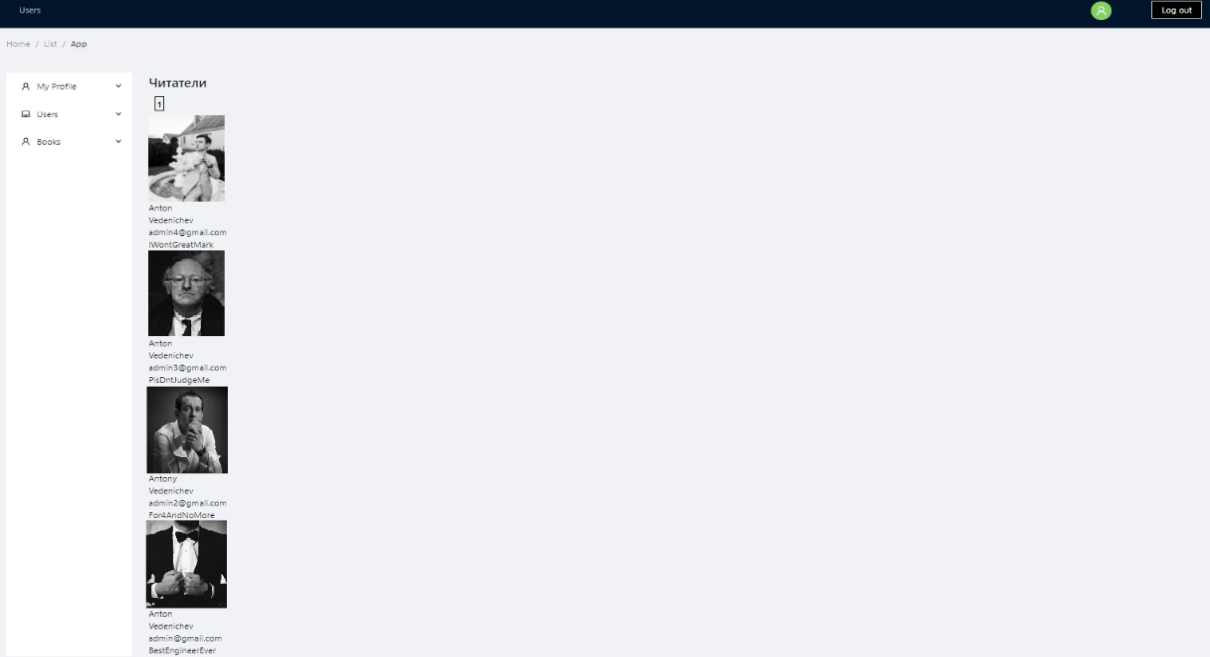 Users
Log out
Home / List / App
My Profile
Users
Books
Читатели
1
Anton
Vedenichev
admin4@gmail.com
IWontGreatMark
Anton
Vedenichev
admin3@gmail.com
PlsDntJudgeMe
Antony
Vedenichev
admin2@gmail.com
For4AndNoMore
Anton
Vedenichev
admin@gmail.com
BestEngineerEver